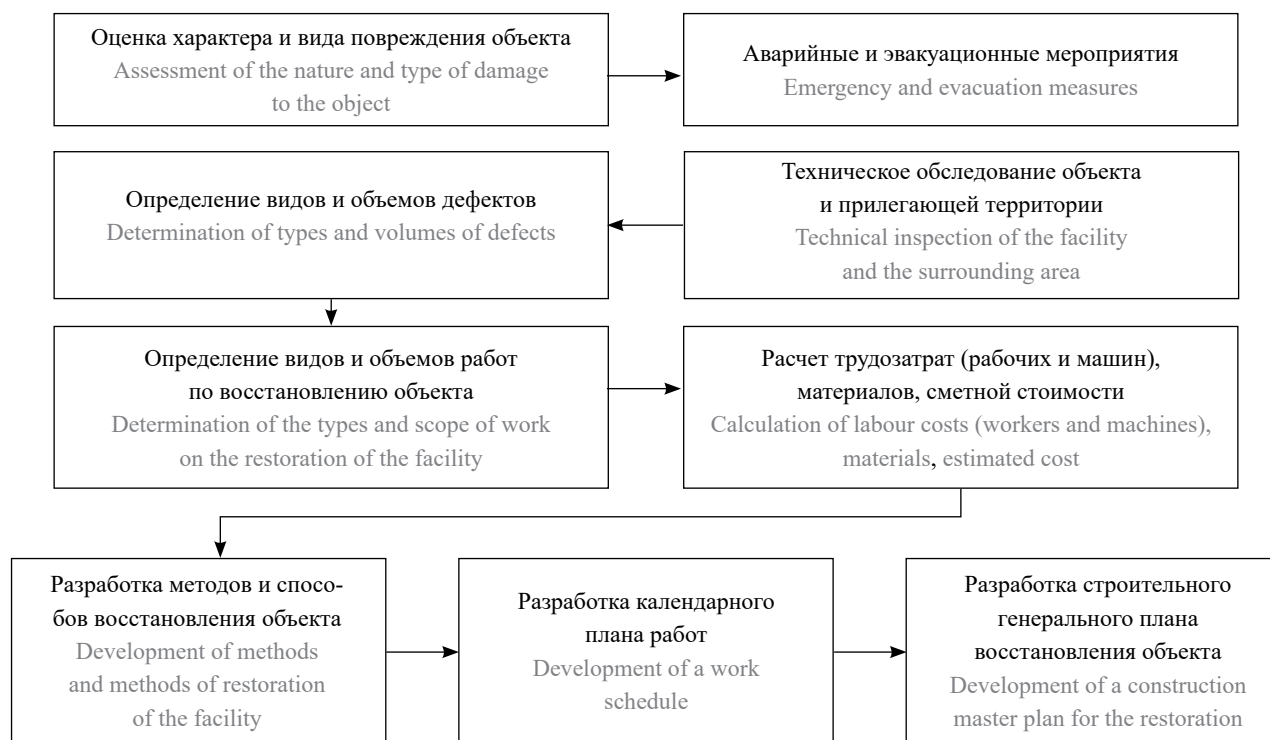 Оценка характера и вида повреждения объекта
Assessment of the nature and type of damage
to the object
Аварийные и эвакуационные мероприятия
Emergency and evacuation measures
Определение видов и объемов дефектов
Determination of types and volumes of defects
Техническое обследование объекта
и прилегающей территории
Technical inspection of the facility
and the surrounding area
Определение видов и объемов работ
по восстановлению объекта
Determination of the types and scope of work
on the restoration of the facility
Расчет трудозатрат (рабочих и машин),
материалов, сметной стоимости
Calculation of labour costs (workers and machines),
materials, estimated cost
Разработка методов и спосо-
бов восстановления объекта
Development of methods
and methods of restoration
of the facility
Разработка календарного
плана работ
Development of a work
schedule
Разработка строительного
генерального плана
восстановления объекта
Development of a construction
master plan for the restoration